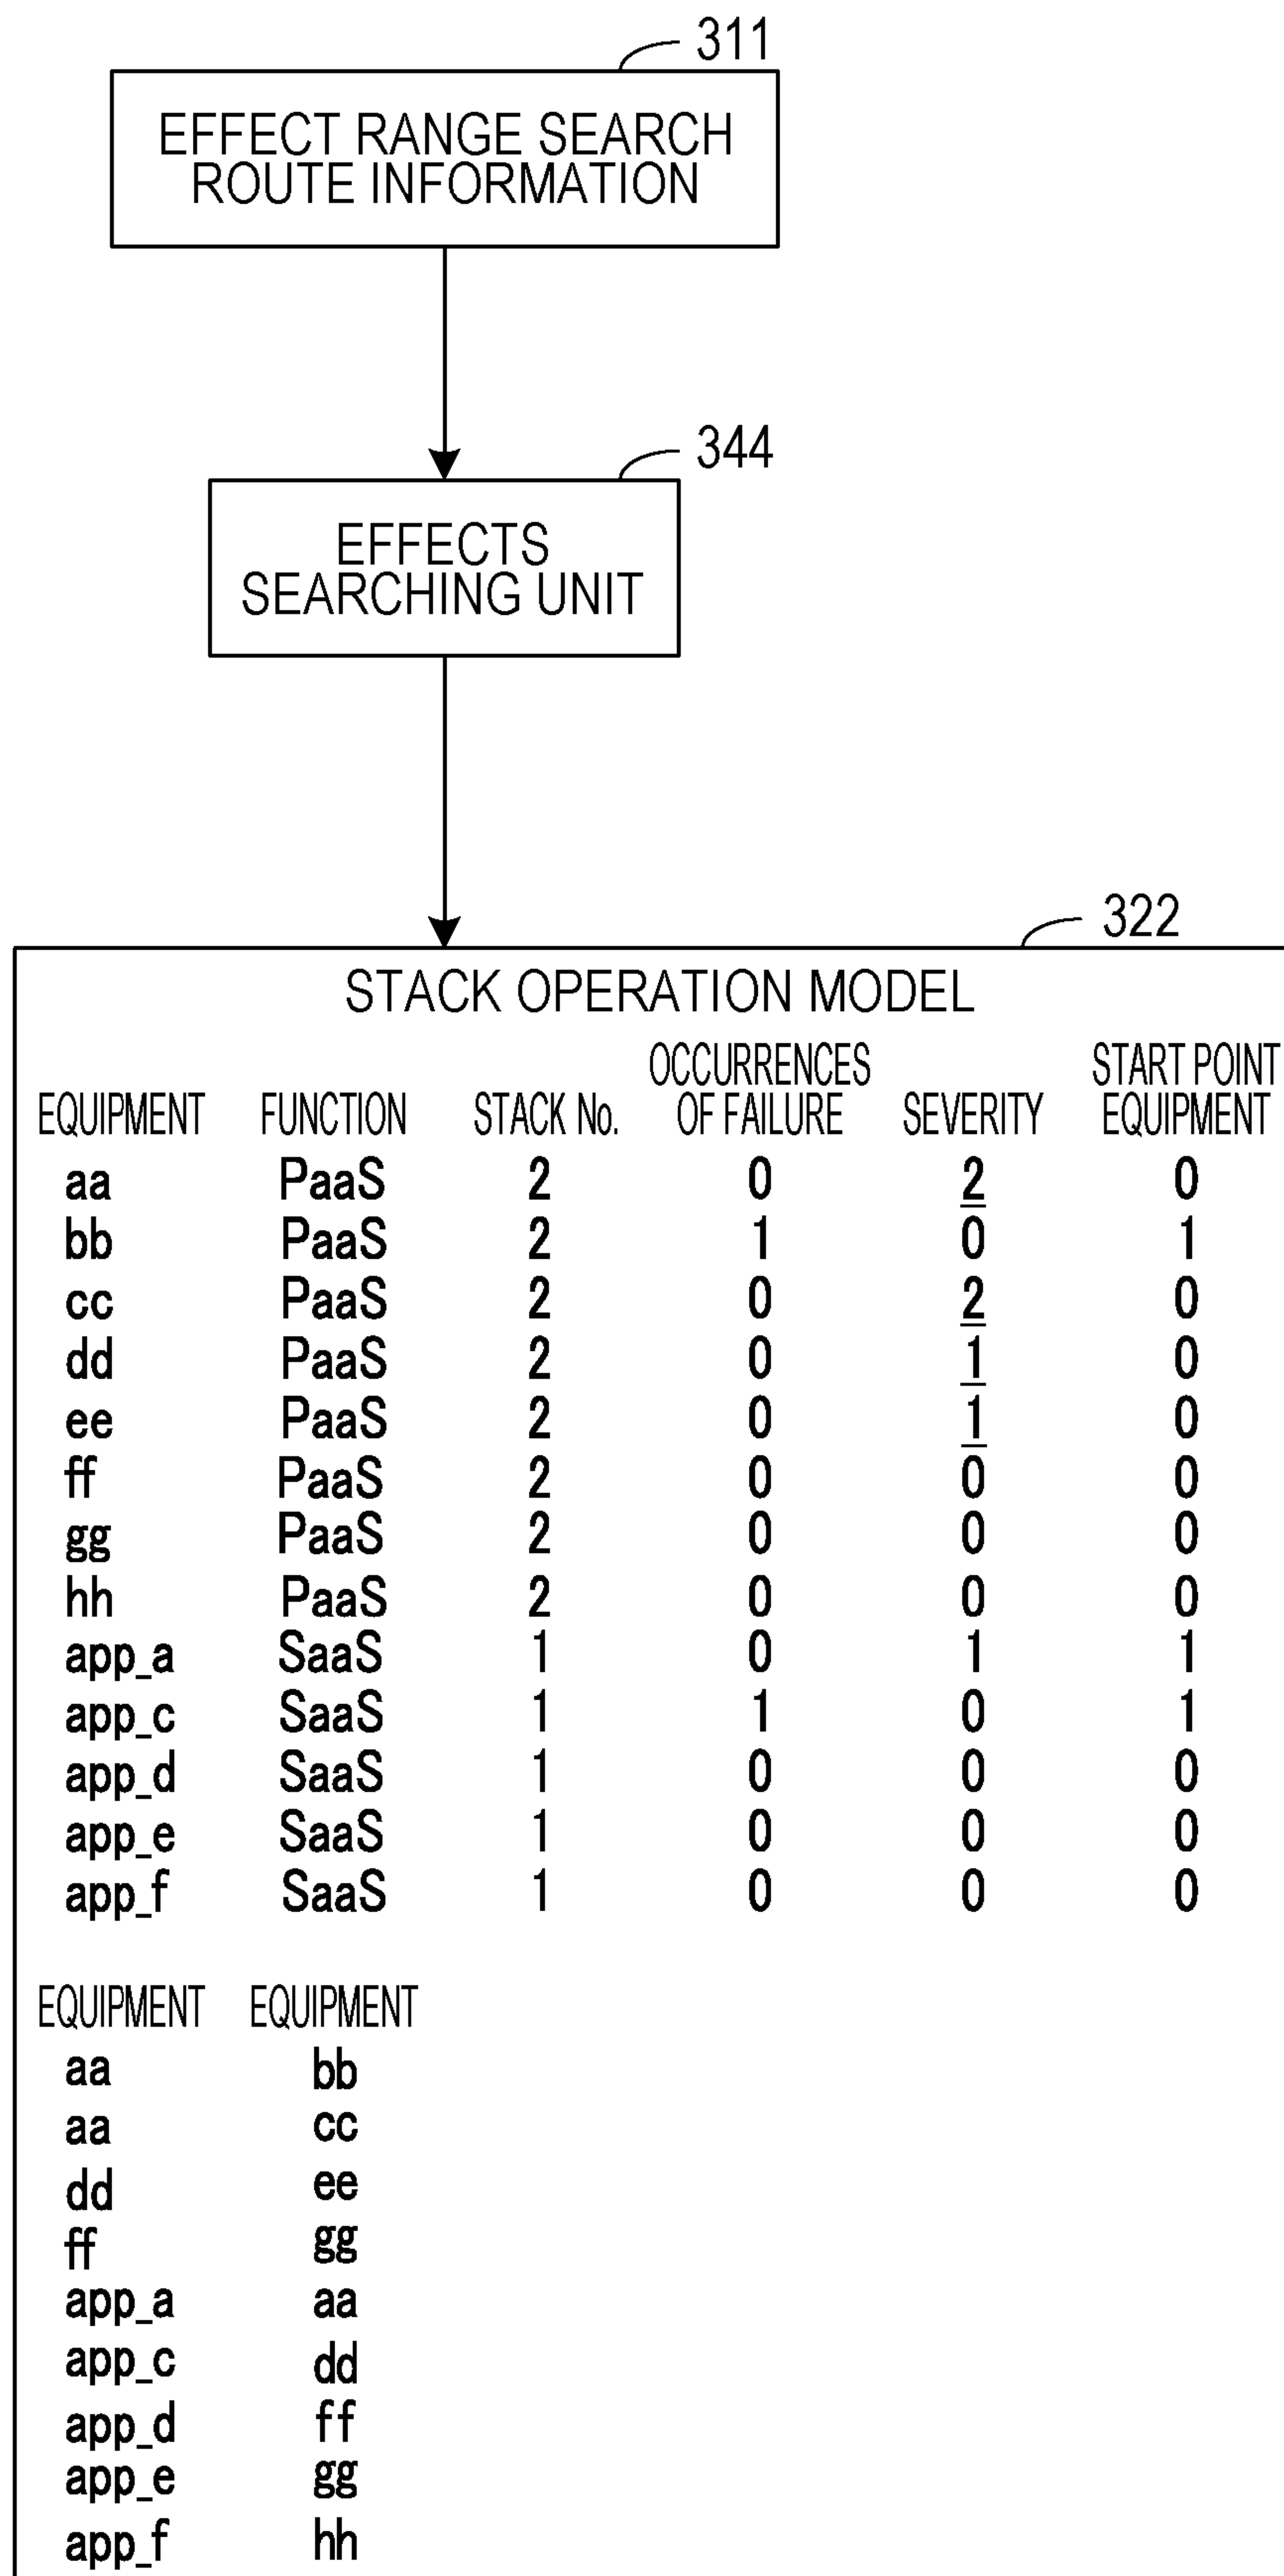 311
EFFECT RANGE SEARCH
ROUTE INFORMATION
344
EFFECTS
SEARCHING UNIT
322
STACK OPERATION MODEL
EQUIPMENT FUNCTION STACK No. OCCURRENCES OF FAILURE SEVERITY START POINT EQUIPMENT
aa PaaS 2 0 2 0
bb PaaS 2 1 0 1
cc PaaS 2 0 2 0
dd PaaS 2 0 1 0
ee PaaS 2 0 1 0
ff PaaS 2 0 0 0
gg PaaS 2 0 0 0
hh PaaS 2 0 0 0
app_a SaaS 1 0 1 1
app_c SaaS 1 1 0 1
app_d SaaS 1 0 0 0
app_e SaaS 1 0 0 0
app_f SaaS 1 0 0 0
EQUIPMENT EQUIPMENT
aa bb
aa cc
dd ee
ff gg
app_a aa
app_c dd
app_d ff
app_e gg
app_f hh